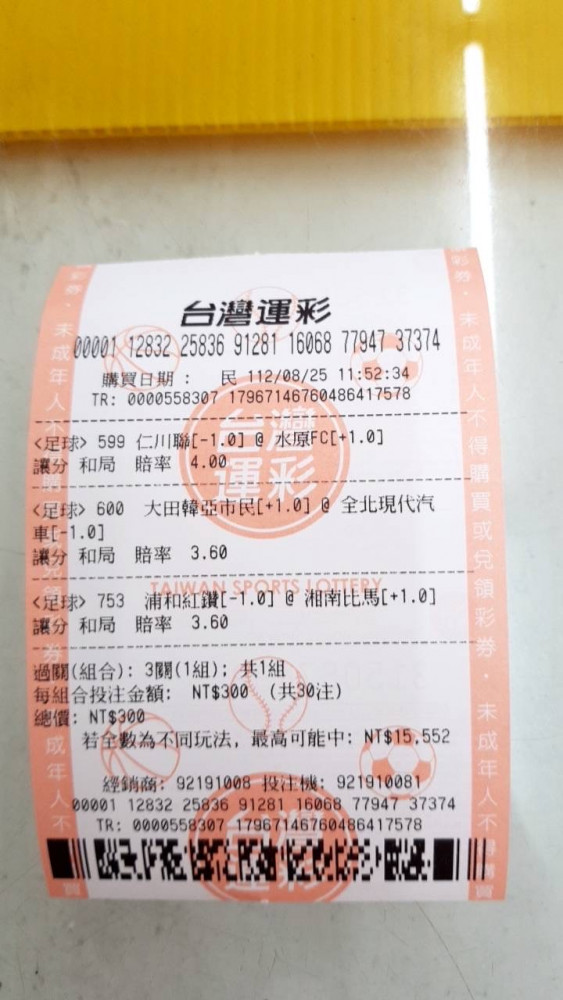 台灣運彩
00001 12832 25836 91281 16068 77947 37374
購買日期： 民 112/08/25 11:52:34
TR: 0000558307 17967146760486417578
<足球> 599 仁川聯[-1.0] @ 水原FC[+1.0]
讓分 和局 賠率 4.00
<足球> 600 大田韓亞市民[+1.0] @ 全北現代汽
車[-1.0]
讓分 和局 賠率 3.60
TAIWAN SPORTS LOTTERY
<足球> 753 浦和紅鑽[-1.0] @ 湘南比馬[+1.0]
讓分 和局 賠率 3.60
過關(組合): 3關(1組); 共1組
每組合投注金額: NT$300 (共30注)
總價: NT$300
若全數為不同玩法, 最高可能中: NT$15,552
經銷商: 92191008 投注機: 921910081
00001 12832 25836 91281 16068 77947 37374
TR: 0000558307 17967146760486417578
台灣運彩
彩券・未成年人不得購買或兌領彩券・未成年人不得購買